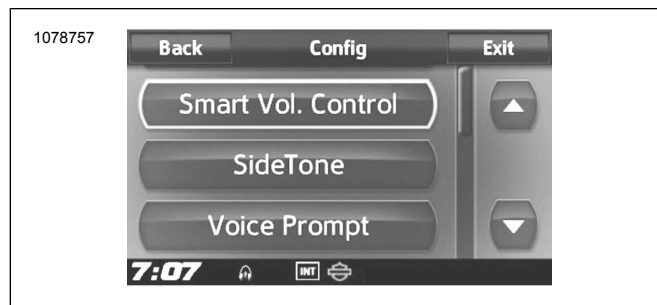 1078757
Back Config Exit
Smart Vol. Control
SideTone
Voice Prompt
7:07 INT